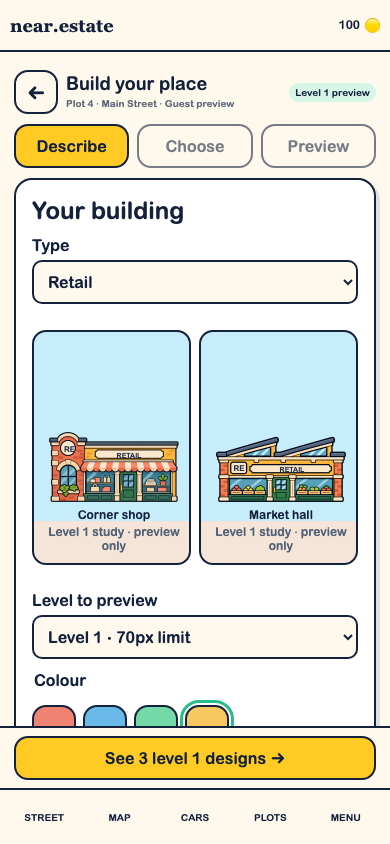 near.estate
100
Build your place
Plot 4 · Main Street · Guest preview
Level 1 preview
Describe
Choose
Preview
Your building
Type
Retail
RE
RETAIL
RE
RETAIL
Corner shop
Market hall
Level 1 study · preview
only
Level 1 study · preview
only
Level to preview
Level 1 · 70px limit
Colour
See 3 level 1 designs →
STREET
MAP
CARS
PLOTS
MENU